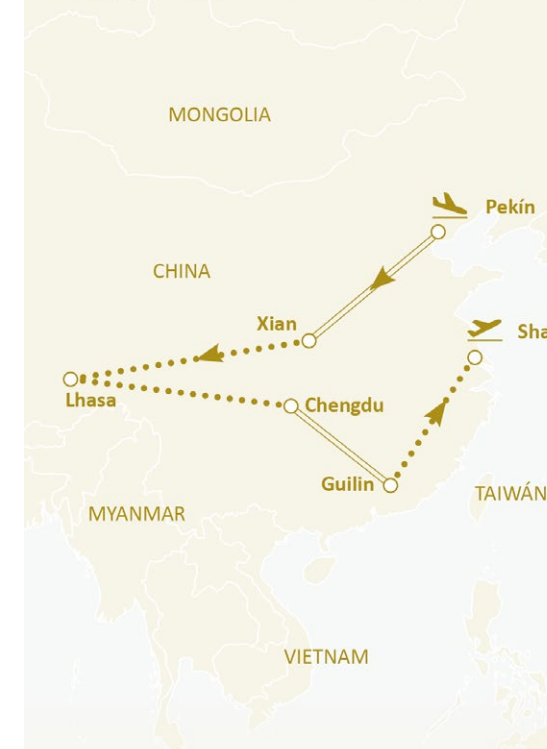 MONGOLIA
Pekín
CHINA
Xian
Sha
Lhasa
Chengdu
Guilin
TAIWÁN
MYANMAR
VIETNAM